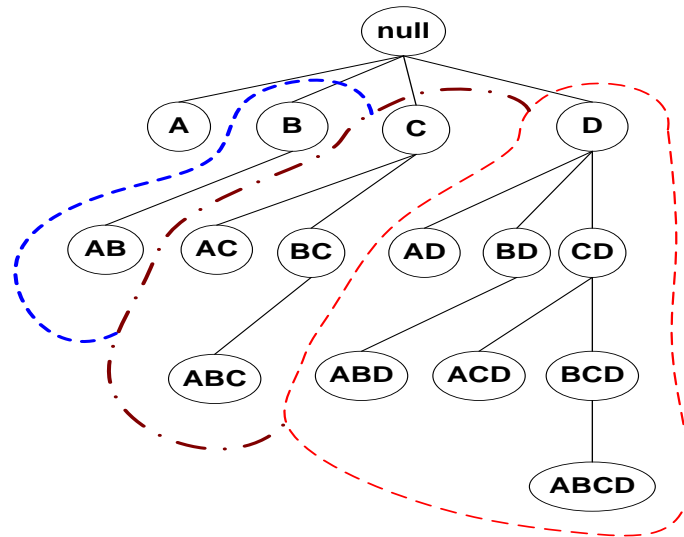 null
A B C D
AB AC BC AD BD CD
ABC ABD ACD BCD
ABCD